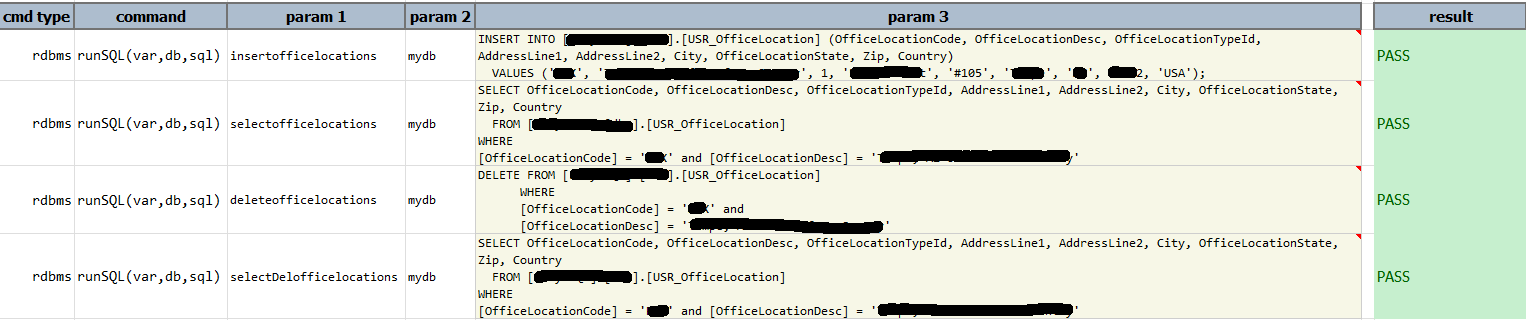 cmd type command param 1 param 2 param 3 result
rdbms runSQL(var,db,sql) insertofficelocations mydb
INSERT INTO [ ].[USR_OfficeLocation] (OfficeLocationCode, OfficeLocationDesc, OfficeLocationTypeId,
AddressLine1, AddressLine2, City, OfficeLocationState, Zip, Country)
VALUES (' X', ' ', 1, ' ', '#105', ' ', ' ', 2, 'USA');
PASS
rdbms runSQL(var,db,sql) selectofficelocations mydb
SELECT OfficeLocationCode, OfficeLocationDesc, OfficeLocationTypeId, AddressLine1, AddressLine2, City, OfficeLocationState,
Zip, Country
FROM [ ].[USR_OfficeLocation]
WHERE
[OfficeLocationCode] = ' X' and [OfficeLocationDesc] = ' '
PASS
rdbms runSQL(var,db,sql) deleteofficelocations mydb
DELETE FROM [ ].[USR_OfficeLocation]
WHERE
[OfficeLocationCode] = ' X' and
[OfficeLocationDesc] = ' '
PASS
rdbms runSQL(var,db,sql) selectDelofficelocations mydb
SELECT OfficeLocationCode, OfficeLocationDesc, OfficeLocationTypeId, AddressLine1, AddressLine2, City, OfficeLocationState,
Zip, Country
FROM [ ].[USR_OfficeLocation]
WHERE
[OfficeLocationCode] = ' ' and [OfficeLocationDesc] = ' '
PASS